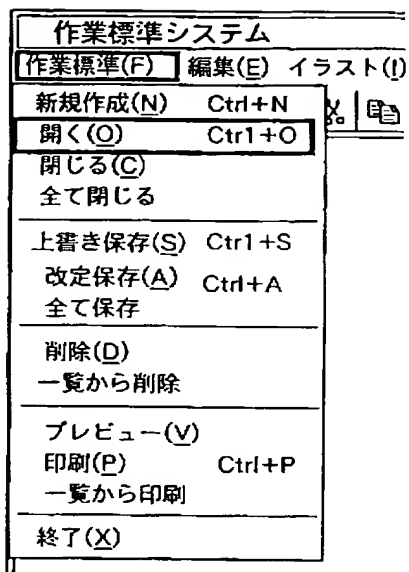 作業標準システム
作業標準(F) 編集(E) イラスト(I)
新規作成(N) Ctrl+N
開く(O) Ctr1+O
閉じる(C)
全て閉じる
上書き保存(S) Ctr1+S
改定保存(A) Ctrl+A
全て保存
削除(D)
一覧から削除
プレビュー(V)
印刷(P) Ctrl+P
一覧から印刷
終了(X)